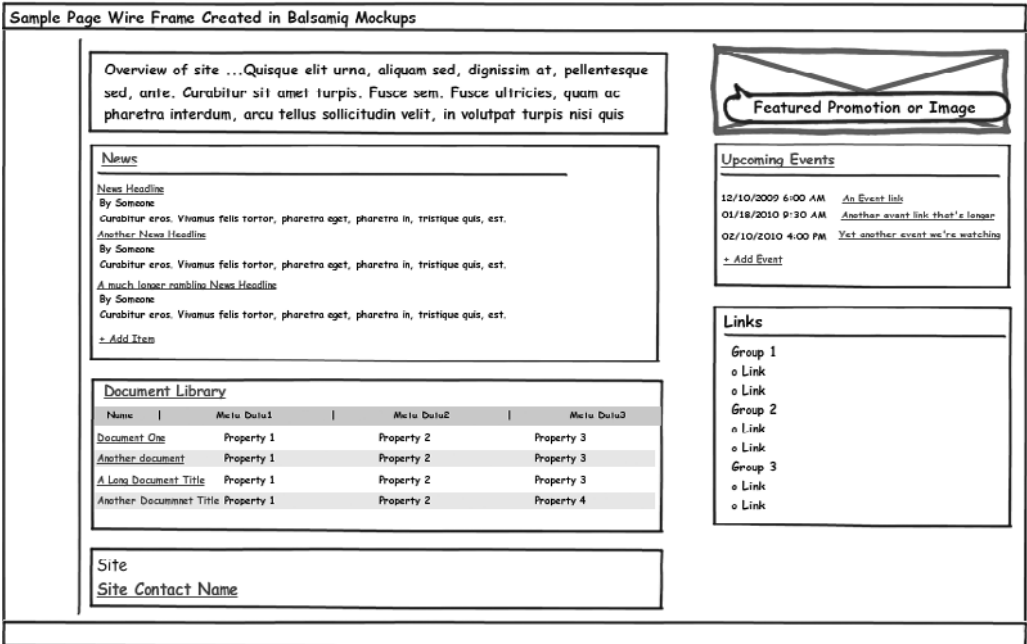 Sample Page Wire Frame Created in Balsamiq Mockups
Overview of site ...Quisque elit urna, aliquam sed, dignissim at, pellentesque
sed, ante. Curabitur sit amet turpis. Fusce sem. Fusce ultricies, quam ac
pharetra interdum, arcu tellus sollicitudin velit, in volutpat turpis nisi quis
Featured Promotion or Image
News
News Headline
By Someone
Curabitur eros. Vivamus felis tortor, pharetra eget, pharetra in, tristique quis, est.
Another News Headline
By Someone
Curabitur eros. Vivamus felis tortor, pharetra eget, pharetra in, tristique quis, est.
A much longer rambling News Headline
By Someone
Curabitur eros. Vivamus felis tortor, pharetra eget, pharetra in, tristique quis, est.
+ Add Item
Upcoming Events
12/10/2009 6:00 AM An Event link
01/18/2010 9:30 AM Another event link that's longer
02/10/2010 4:00 PM Yet another event we're watching
+ Add Event
Document Library
Name | Meta Data1 | Meta Data2 | Meta Data3
Document One Property 1 Property 2 Property 3
Another document Property 1 Property 2 Property 3
A Long Document Title Property 1 Property 2 Property 3
Another Documnnet Title Property 1 Property 2 Property 4
Links
Group 1
o Link
o Link
Group 2
o Link
o Link
Group 3
o Link
o Link
Site
Site Contact Name